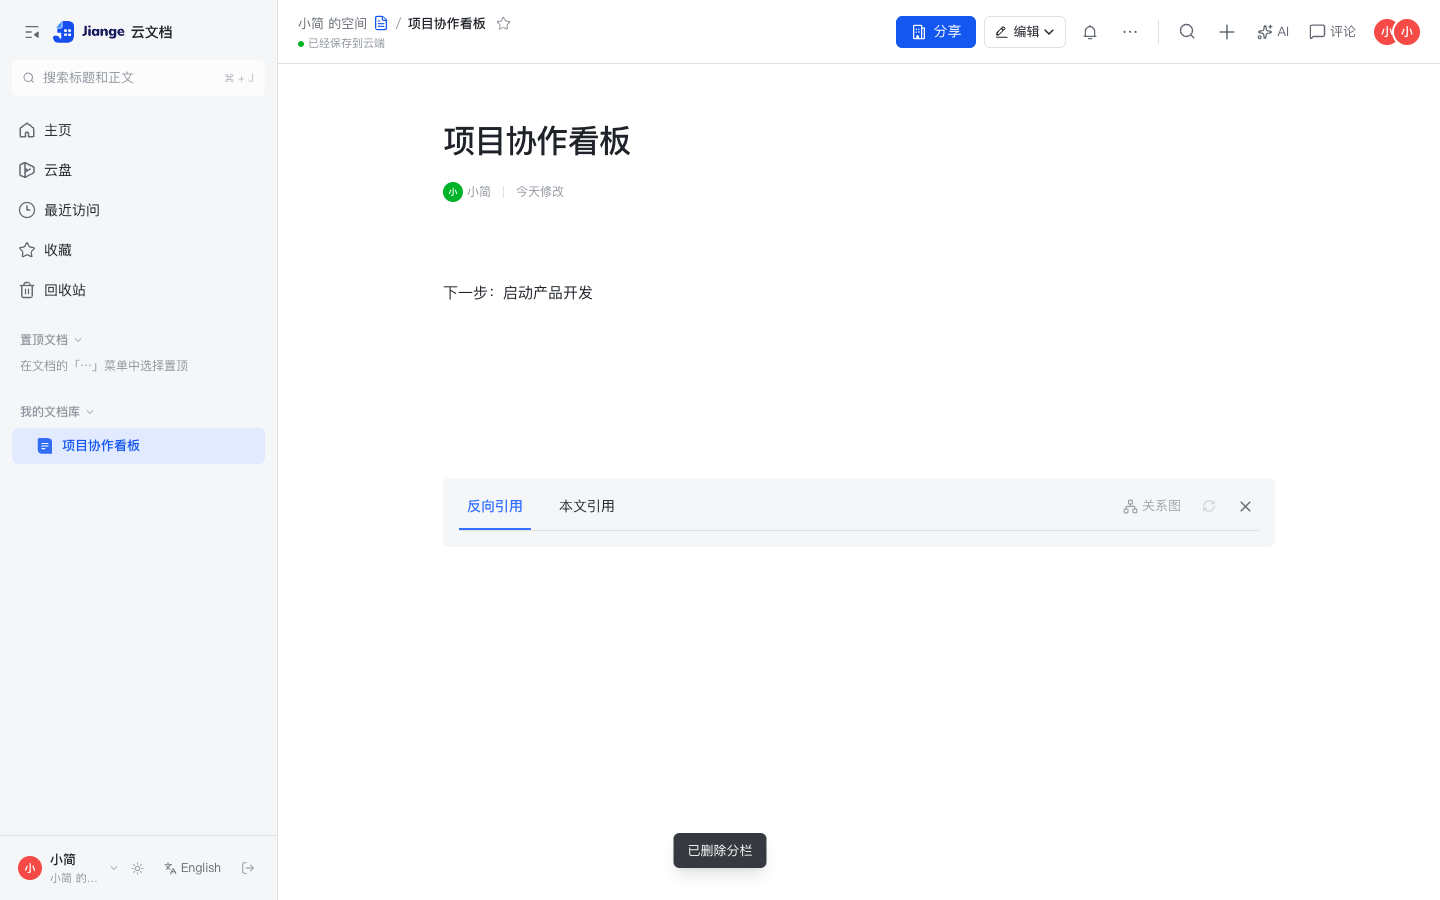 Jiange 云文档
搜索标题和正文 ⌘ + J
主页
云盘
最近访问
收藏
回收站
置顶文档
在文档的「…」菜单中选择置顶
我的文档库
项目协作看板
小 小简
小简 的...
English
小简 的空间 / 项目协作看板
已经保存到云端
分享
编辑
AI
评论
小 小
项目协作看板
小 小简 今天修改
下一步：启动产品开发
反向引用 本文引用 关系图
已删除分栏